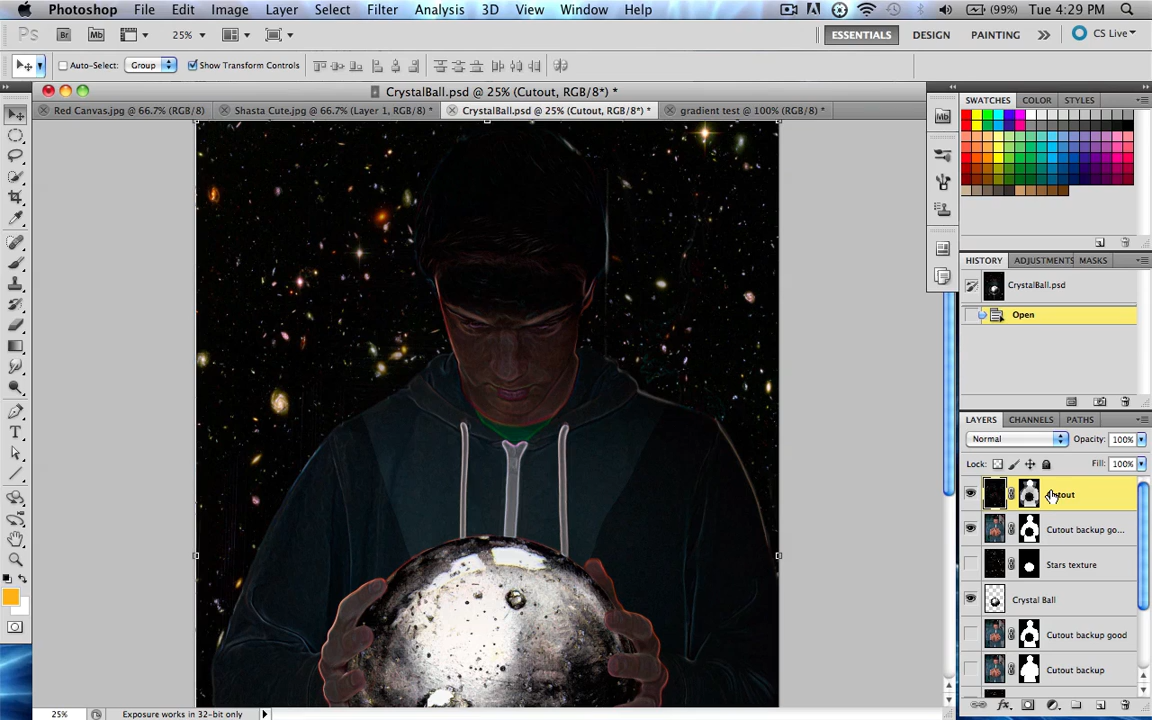 Photoshop File Edit Image Layer Select Filter Analysis 3D View Window Help (99%) Tue 4:29 PM
Ps Br Mb 25% ESSENTIALS DESIGN PAINTING CS Live
Auto-Select: Group Show Transform Controls
CrystalBall.psd @ 25% (Cutout, RGB/8*) *
Red Canvas.jpg @ 66.7% (RGB/8) Shasta Cute.jpg @ 66.7% (Layer 1, RGB/8) * CrystalBall.psd @ 25% (Cutout, RGB/8*) * gradient test @ 100% (RGB/8*) *
Mb SWATCHES COLOR STYLES
HISTORY ADJUSTMENTS MASKS
CrystalBall.psd
Open
LAYERS CHANNELS PATHS
Normal Opacity: 100%
Lock: Fill: 100%
Cutout backup go...
Stars texture
Crystal Ball
Cutout backup good
Cutout backup
fx
25% Exposure works in 32-bit only